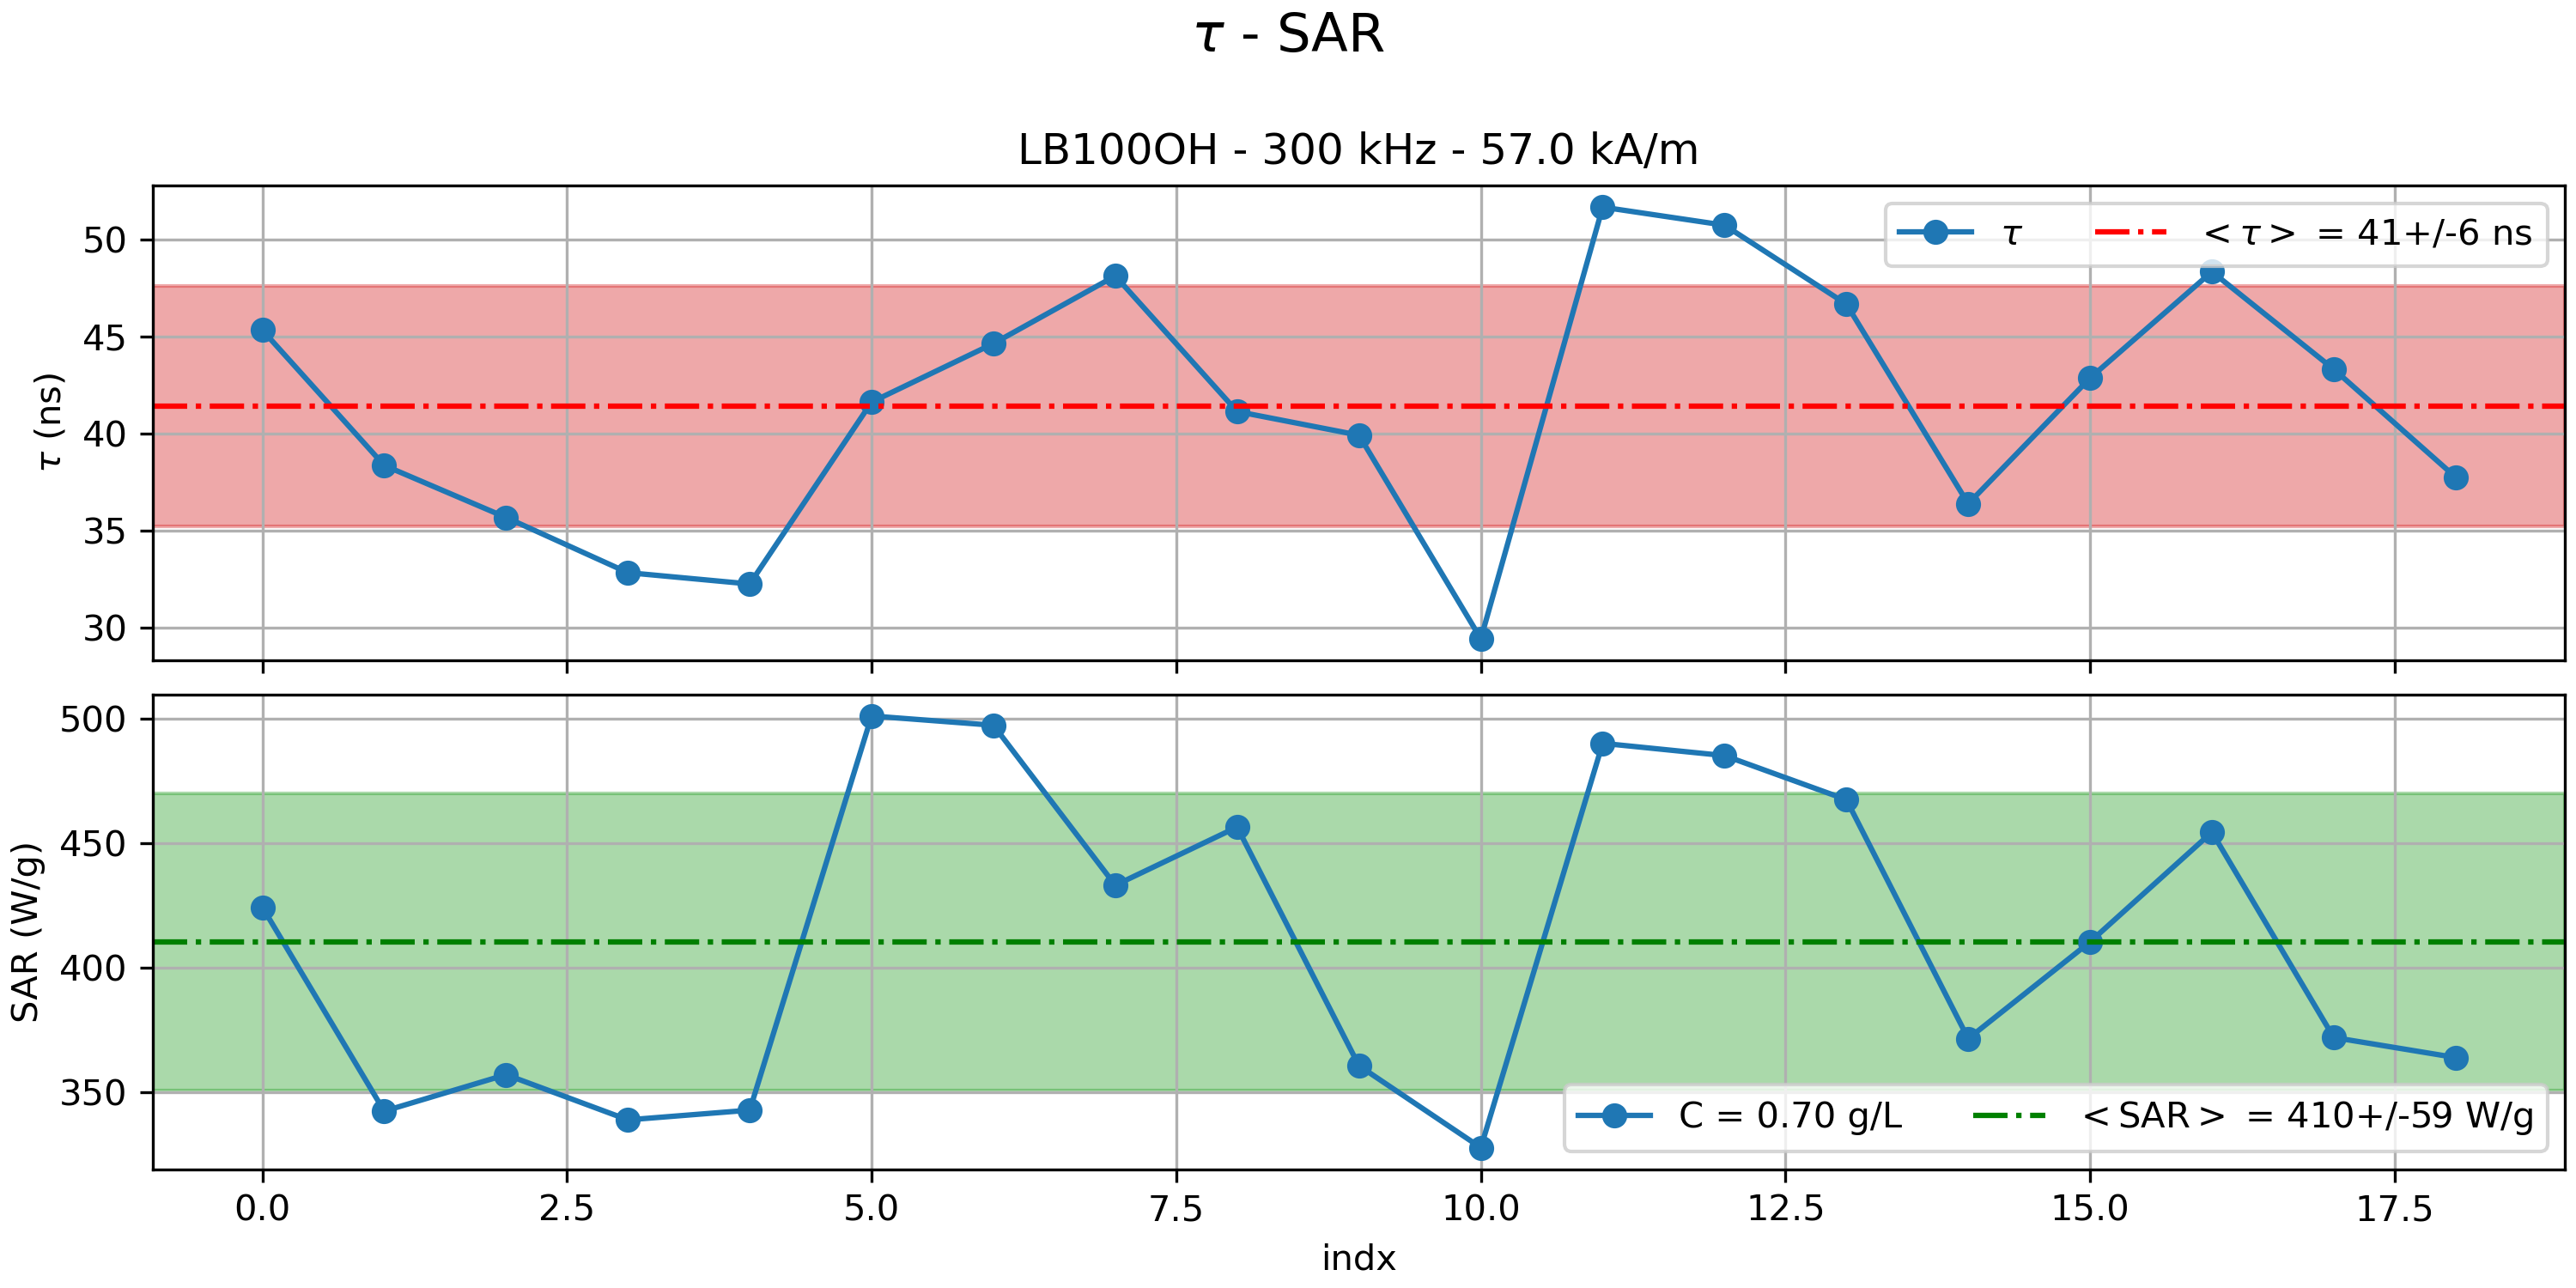 τ - SAR
LB100OH - 300 kHz - 57.0 kA/m
τ (ns)
50
45
40
35
30
τ
< τ > = 41+/-6 ns
SAR (W/g)
500
450
400
350
C = 0.70 g/L
< SAR > = 410+/-59 W/g
0.0 2.5 5.0 7.5 10.0 12.5 15.0 17.5
indx